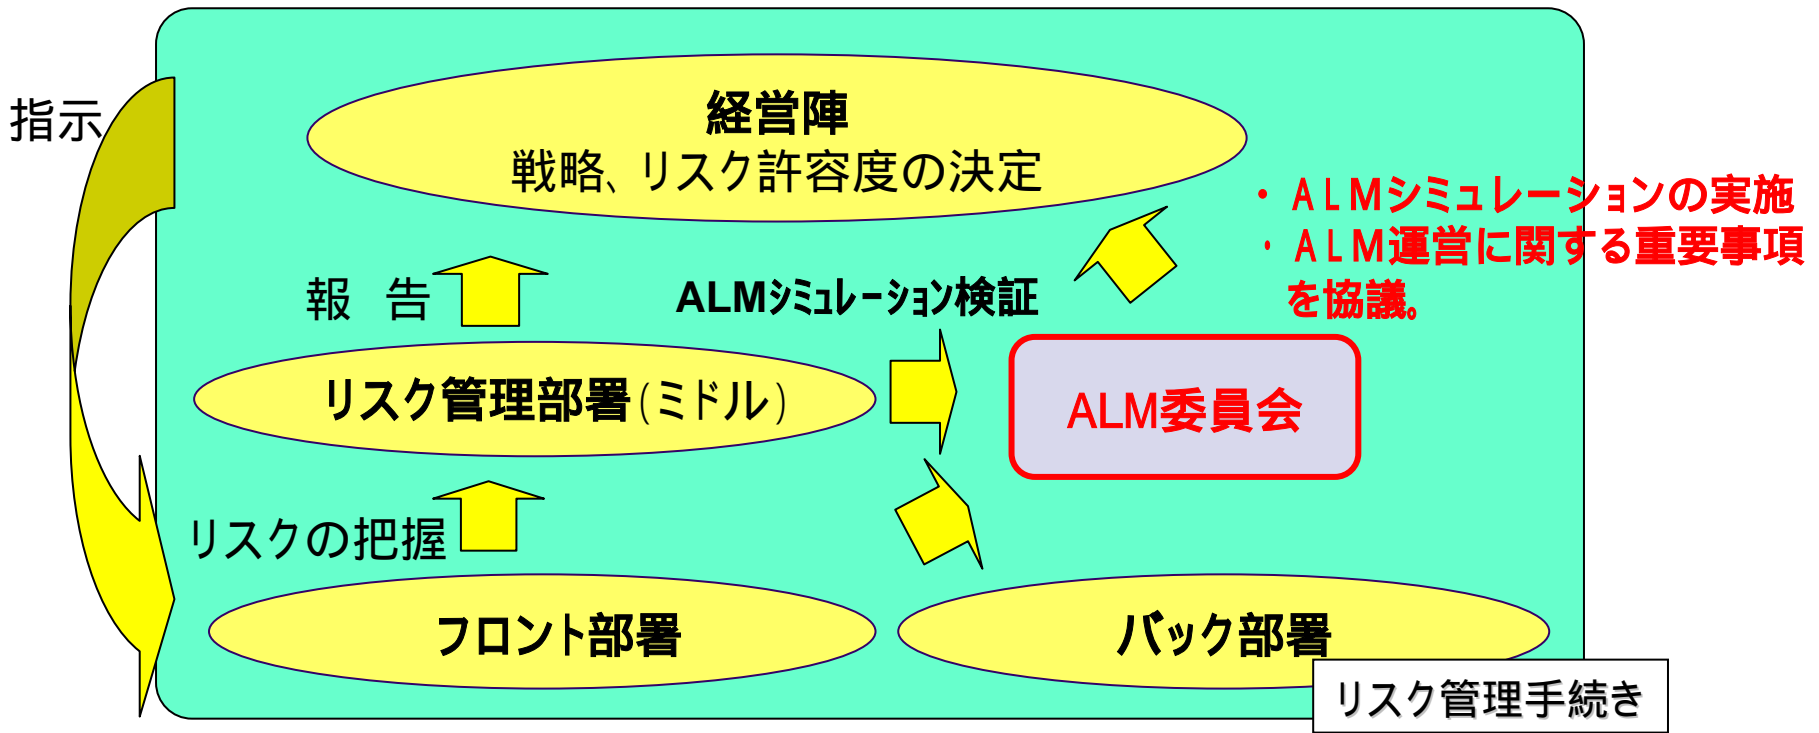 指示
経営陣
戦略、リスク許容度の決定
・ALMシミュレーションの実施
・ALM運営に関する重要事項
を協議。
報 告
ALMシミュレーション検証
リスク管理部署(ミドル)
ALM委員会
リスクの把握
フロント部署
バック部署
リスク管理手続き